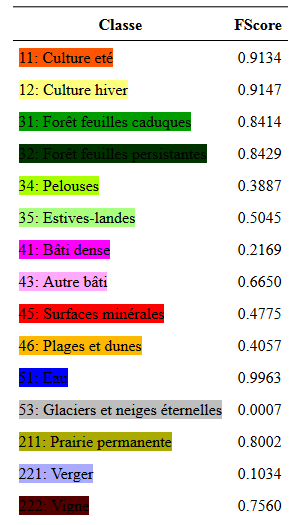 Classe FScore
11: Culture eté 0.9134
12: Culture hiver 0.9147
31: Forêt feuilles caduques 0.8414
32: Forêt feuilles persistantes 0.8429
34: Pelouses 0.3887
35: Estives-landes 0.5045
41: Bâti dense 0.2169
43: Autre bâti 0.6650
45: Surfaces minérales 0.4775
46: Plages et dunes 0.4057
51: Eau 0.9963
53: Glaciers et neiges éternelles 0.0007
211: Prairie permanente 0.8002
221: Verger 0.1034
222: Vigne 0.7560